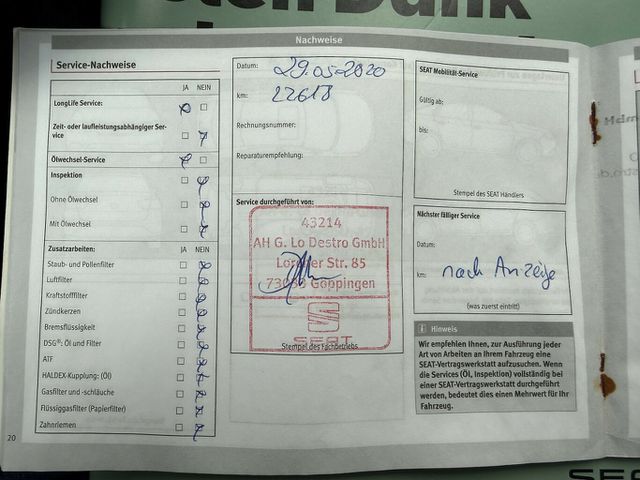 Nachweise
Service-Nachweise
JA NEIN
LongLife Service:
Zeit- oder laufleistungsabhängiger Ser-
vice
Ölwechsel-Service
Inspektion
Ohne Ölwechsel
Mit Ölwechsel
Zusatzarbeiten:
JA NEIN
Staub- und Pollenfilter
Luftfilter
Kraftstofffilter
Zündkerzen
Bremsflüssigkeit
DSG®: Öl und Filter
ATF
HALDEX-Kupplung: (Öl)
Gasfilter und -schläuche
Flüssiggasfilter (Papierfilter)
Zahnriemen
20
Datum: 29.05-2020
km: 22618
Rechnungsnummer:
Reparaturempfehlung:
Service durchgeführt von:
43214
AH G. Lo Destro GmbH
Lorcher Str. 85
Göppingen
SEAT
Stempel des Fachbetriebs
SEAT Mobilität-Service
Gültig ab:
bis:
Stempel des SEAT Händlers
Nächster fälliger Service
Datum:
km: nach Anzeige
(was zuerst eintritt)
Hinweis
Wir empfehlen Ihnen, zur Ausführung jeder
Art von Arbeiten an Ihrem Fahrzeug eine
SEAT-Vertragswerkstatt aufzusuchen. Wenn
die Services (Öl, Inspektion) vollständig bei
einer SEAT-Vertragswerkstatt durchgeführt
werden, bedeutet dies einen Mehrwert für Ihr
Fahrzeug.